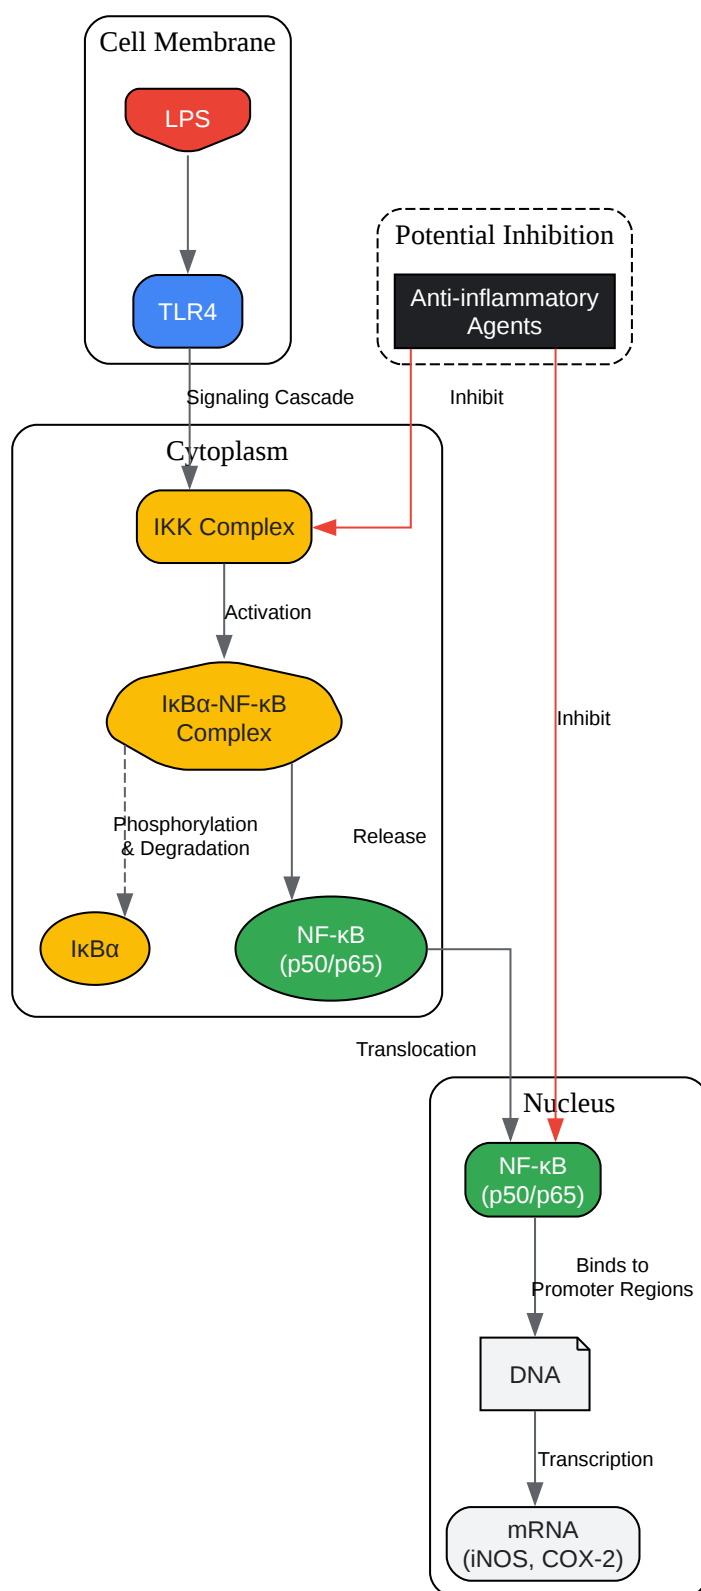 Cell Membrane
LPS
TLR4
Potential Inhibition
Anti-inflammatory
Agents
Signaling Cascade
Inhibit
Cytoplasm
IKK Complex
Activation
IκBα-NF-κB
Complex
Inhibit
Phosphorylation
& Degradation
Release
IκBα
NF-κB
(p50/p65)
Translocation
Nucleus
NF-κB
(p50/p65)
Binds to
Promoter Regions
DNA
Transcription
mRNA
(iNOS, COX-2)